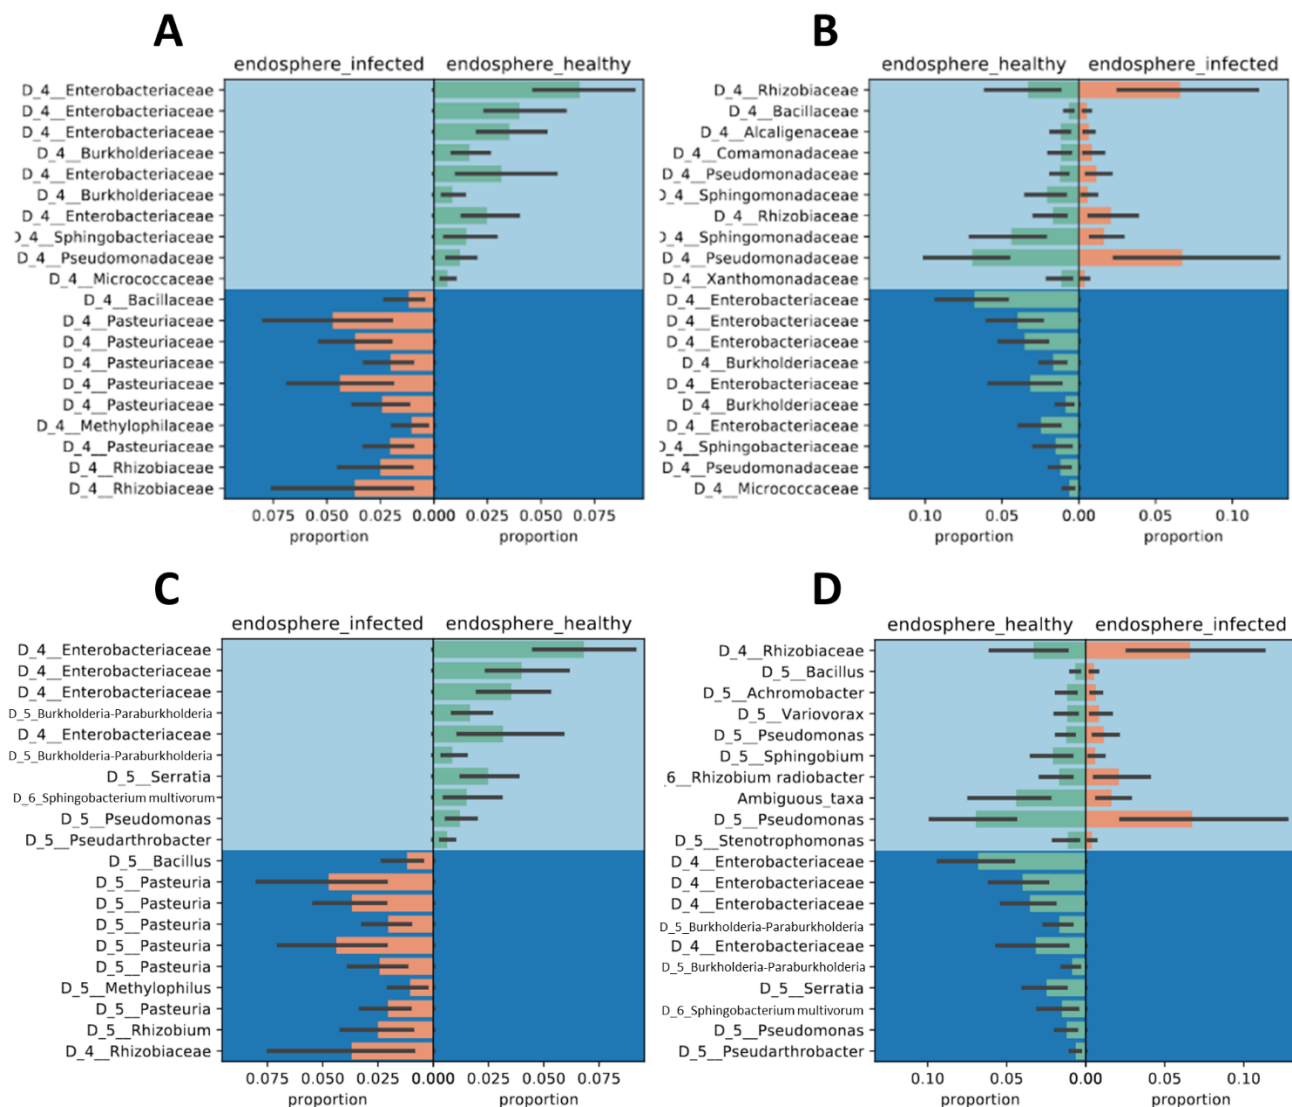 A
B
endosphere_infected endosphere_healthy
D_4__Enterobacteriaceae
D_4__Enterobacteriaceae
D_4__Enterobacteriaceae
D_4__Burkholderiaceae
D_4__Enterobacteriaceae
D_4__Burkholderiaceae
D_4__Enterobacteriaceae
D_4__Sphingobacteriaceae
D_4__Pseudomonadaceae
D_4__Micrococcaceae
D_4__Bacillaceae
D_4__Pasteuriaceae
D_4__Pasteuriaceae
D_4__Pasteuriaceae
D_4__Pasteuriaceae
D_4__Pasteuriaceae
D_4__Methylophilaceae
D_4__Pasteuriaceae
D_4__Rhizobiaceae
D_4__Rhizobiaceae
0.075 0.050 0.025 0.000 0.025 0.050 0.075
proportion proportion
endosphere_healthy endosphere_infected
D_4__Rhizobiaceae
D_4__Bacillaceae
D_4__Alcaligenaceae
D_4__Comamonadaceae
D_4__Pseudomonadaceae
D_4__Sphingomonadaceae
D_4__Rhizobiaceae
D_4__Sphingomonadaceae
D_4__Pseudomonadaceae
D_4__Xanthomonadaceae
D_4__Enterobacteriaceae
D_4__Enterobacteriaceae
D_4__Enterobacteriaceae
D_4__Burkholderiaceae
D_4__Enterobacteriaceae
D_4__Burkholderiaceae
D_4__Enterobacteriaceae
D_4__Sphingobacteriaceae
D_4__Pseudomonadaceae
D_4__Micrococcaceae
0.10 0.05 0.00 0.05 0.10
proportion proportion
C
D
endosphere_infected endosphere_healthy
D_4__Enterobacteriaceae
D_4__Enterobacteriaceae
D_4__Enterobacteriaceae
D_5_Burkholderia-Paraburkholderia
D_4__Enterobacteriaceae
D_5_Burkholderia-Paraburkholderia
D_5__Serratia
D_6_Sphingobacterium multivorum
D_5__Pseudomonas
D_5__Pseudarthrobacter
D_5__Bacillus
D_5__Pasteuria
D_5__Pasteuria
D_5__Pasteuria
D_5__Pasteuria
D_5__Pasteuria
D_5__Methylophilus
D_5__Pasteuria
D_5__Rhizobium
D_4__Rhizobiaceae
0.075 0.050 0.025 0.000 0.025 0.050 0.075
proportion proportion
endosphere_healthy endosphere_infected
D_4__Rhizobiaceae
D_5__Bacillus
D_5__Achromobacter
D_5__Variovorax
D_5__Pseudomonas
D_5__Sphingobium
6__Rhizobium radiobacter
Ambiguous_taxa
D_5__Pseudomonas
D_5__Stenotrophomonas
D_4__Enterobacteriaceae
D_4__Enterobacteriaceae
D_4__Enterobacteriaceae
D_5_Burkholderia-Paraburkholderia
D_4__Enterobacteriaceae
D_5_Burkholderia-Paraburkholderia
D_5__Serratia
D_6_Sphingobacterium multivorum
D_5__Pseudomonas
D_5__Pseudarthrobacter
0.10 0.05 0.00 0.05 0.10
proportion proportion